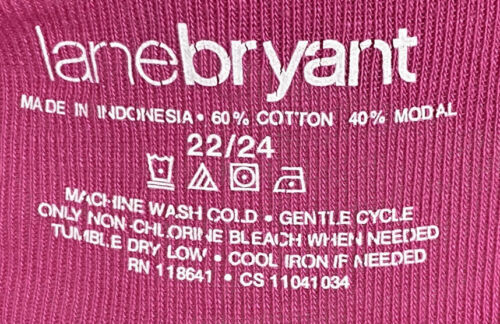 lanebryant
MADE IN INDONESIA • 60% COTTON 40% MODAL
22/24
MACHINE WASH COLD • GENTLE CYCLE
ONLY NON-CHLORINE BLEACH WHEN NEEDED
TUMBLE DRY LOW • COOL IRON IF NEEDED
RN 118641 • CS 11041034